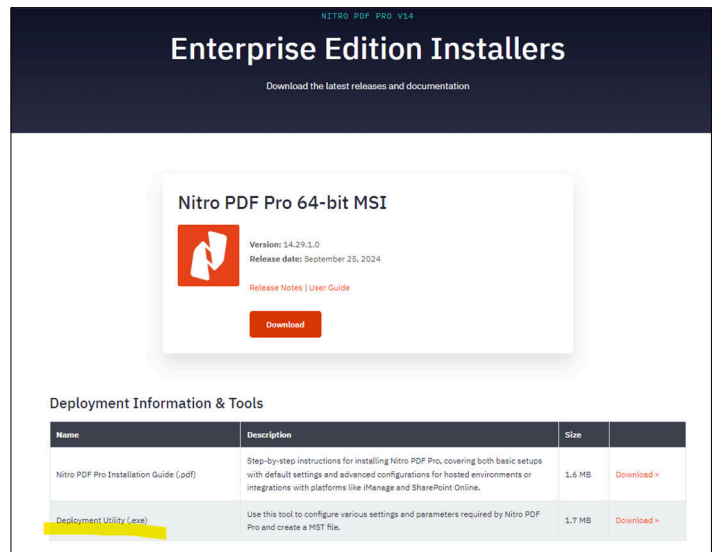 NITRO PDF PRO V14
Enterprise Edition Installers
Download the latest releases and documentation
Nitro PDF Pro 64-bit MSI
Version: 14.29.1.0
Release date: September 25, 2024
Release Notes | User Guide
Download
Deployment Information & Tools
Name Description Size
Nitro PDF Pro Installation Guide (.pdf)
Step-by-step instructions for installing Nitro PDF Pro, covering both basic setups
with default settings and advanced configurations for hosted environments or
integrations with platforms like iManage and SharePoint Online.
1.6 MB
Download »
Deployment Utility (.exe)
Use this tool to configure various settings and parameters required by Nitro PDF
Pro and create a MST file.
1.7 MB
Download »